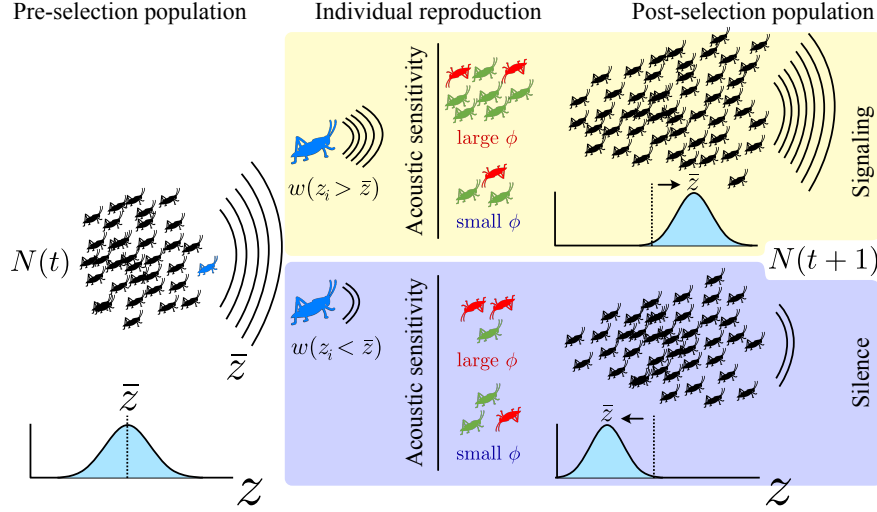 Pre-selection population
Individual reproduction
Post-selection population
N(t)
z̄
z̄
z
w(z_i > z̄)
Acoustic sensitivity
large ϕ
small ϕ
z̄
Signaling
N(t + 1)
w(z_i < z̄)
Acoustic sensitivity
large ϕ
small ϕ
z̄
Silence
z